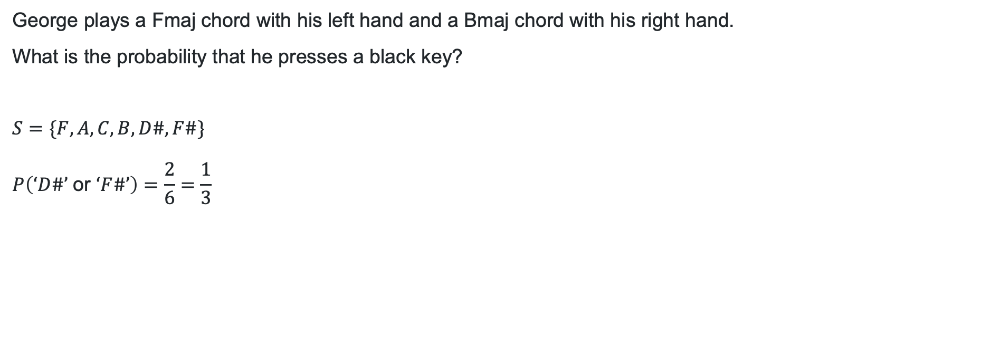 George plays a Fmaj chord with his left hand and a Bmaj chord with his right hand.
What is the probability that he presses a black key?
S = {F, A, C, B, D#, F#}
P(‘D#’ or ‘F#’) = 2/6 = 1/3